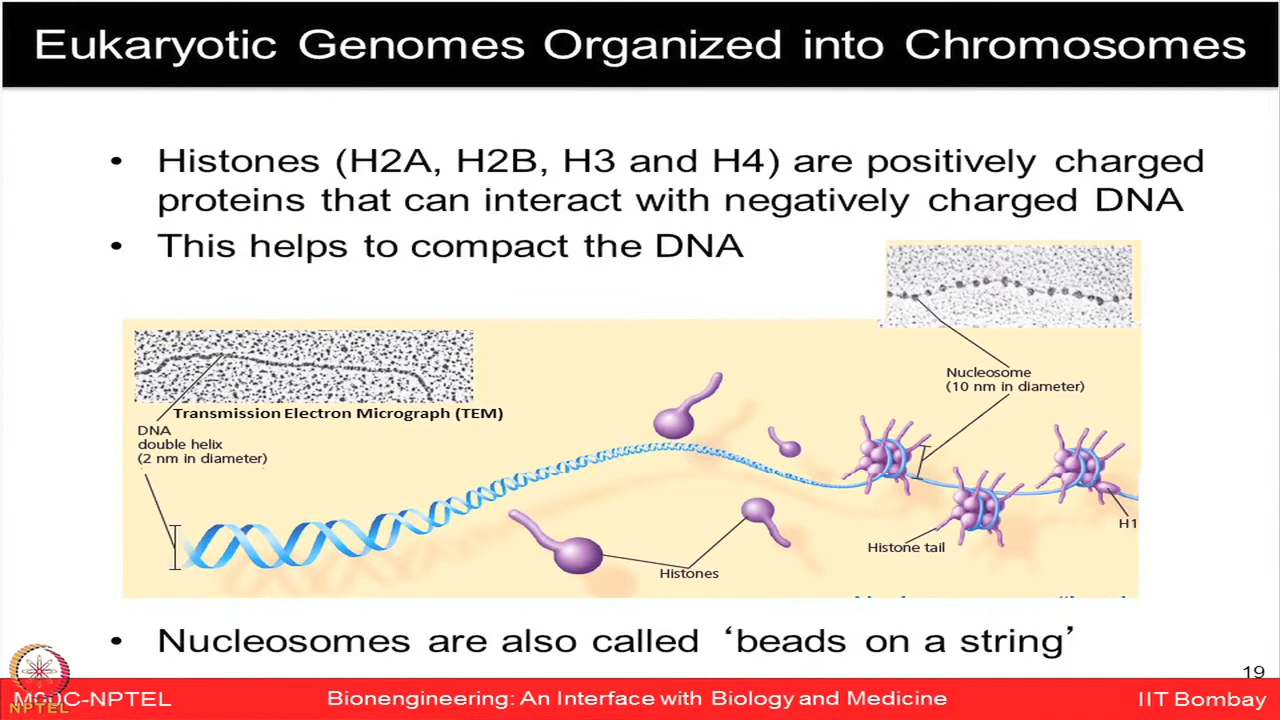 Eukaryotic Genomes Organized into Chromosomes
• Histones (H2A, H2B, H3 and H4) are positively charged
proteins that can interact with negatively charged DNA
• This helps to compact the DNA
Transmission Electron Micrograph (TEM)
DNA
double helix
(2 nm in diameter)
Nucleosome
(10 nm in diameter)
H1
Histone tail
Histones
• Nucleosomes are also called ‘beads on a string’
19
NPTEL
Bionengineering: An Interface with Biology and Medicine
IIT Bombay